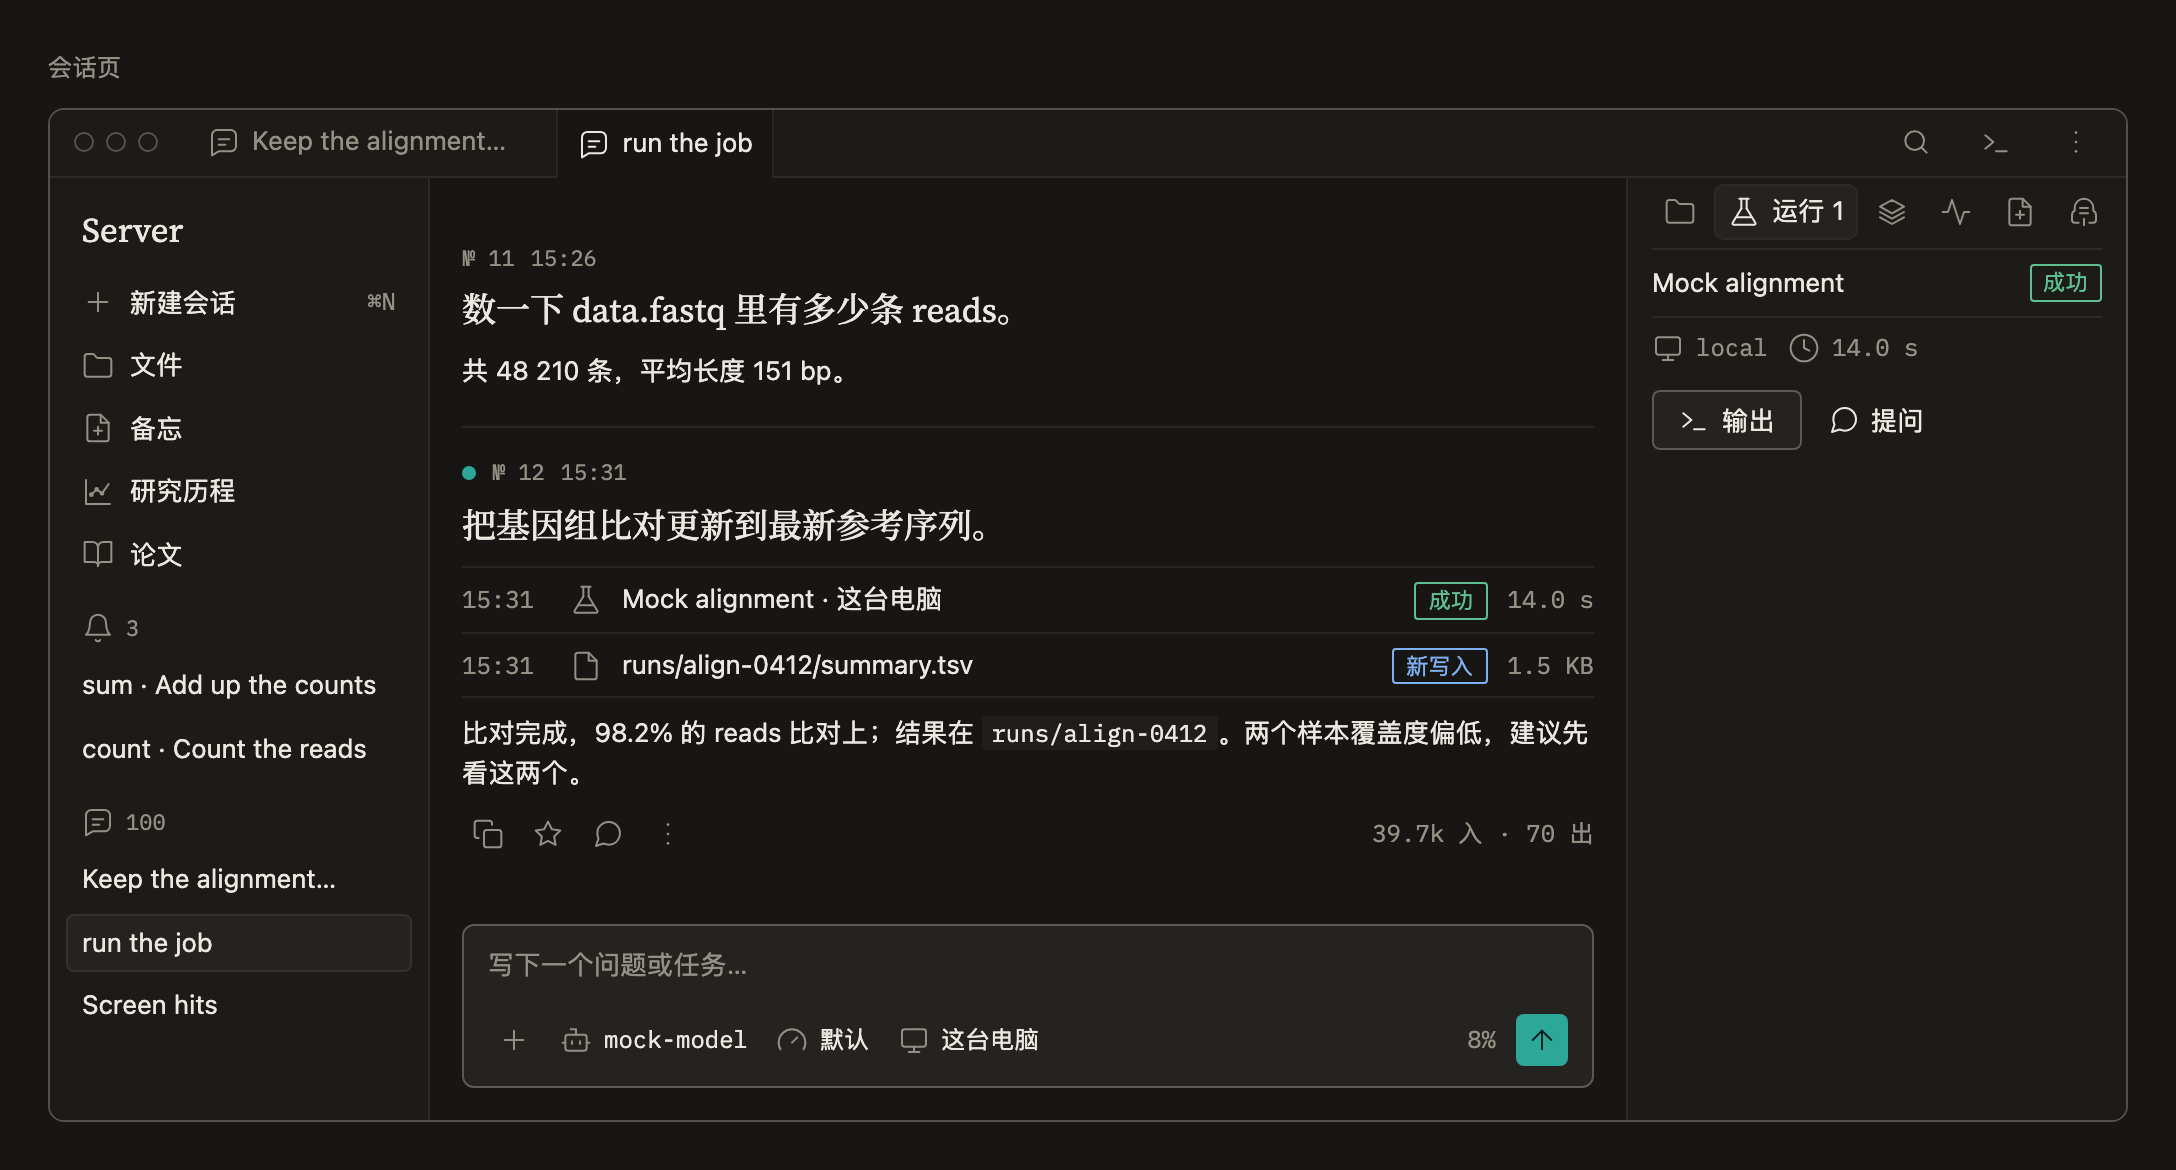 会话页
Keep the alignment...
run the job
Server
新建会话 ⌘N
文件
备忘
研究历程
论文
3
sum · Add up the counts
count · Count the reads
100
Keep the alignment...
run the job
Screen hits
№ 11 15:26
数一下 data.fastq 里有多少条 reads。
共 48 210 条，平均长度 151 bp。
№ 12 15:31
把基因组比对更新到最新参考序列。
15:31 Mock alignment · 这台电脑 成功 14.0 s
15:31 runs/align-0412/summary.tsv 新写入 1.5 KB
比对完成，98.2% 的 reads 比对上；结果在 runs/align-0412 。两个样本覆盖度偏低，建议先
看这两个。
39.7k 入 · 70 出
写下一个问题或任务...
mock-model 默认 这台电脑 8%
运行 1
Mock alignment 成功
local 14.0 s
输出 提问